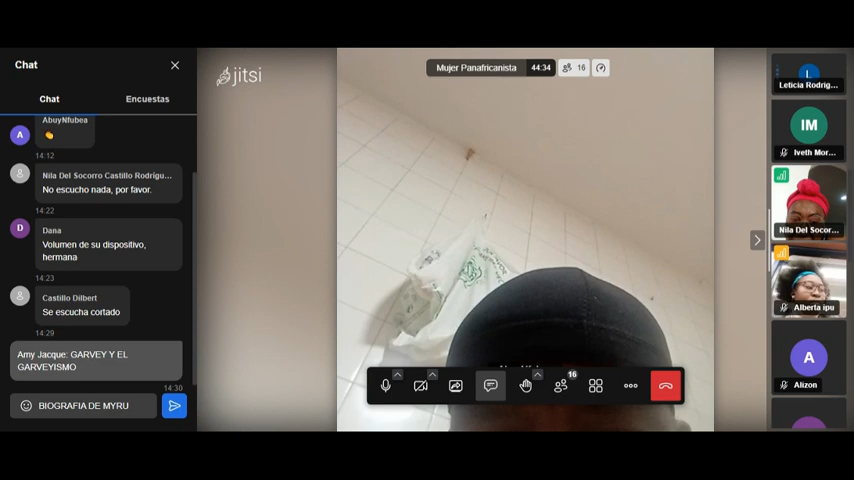 Chat
Chat
Encuestas
AbuyNfubea
A
👏
14:12
Nila Del Socorro Castillo Rodrígu...
No escucho nada, por favor.
14:22
D
Dana
Volumen de su dispositivo,
hermana
14:23
Castillo Dilbert
Se escucha cortado
14:29
Amy Jacque: GARVEY Y EL
GARVEYISMO
14:30
BIOGRAFIA DE MYRU
jitsi
Mujer Panafricanista
44:34
16
16
L
Leticia Rodrig...
IM
Iveth Mor...
Nila Del Socor...
Alberta ipu
A
Alizon